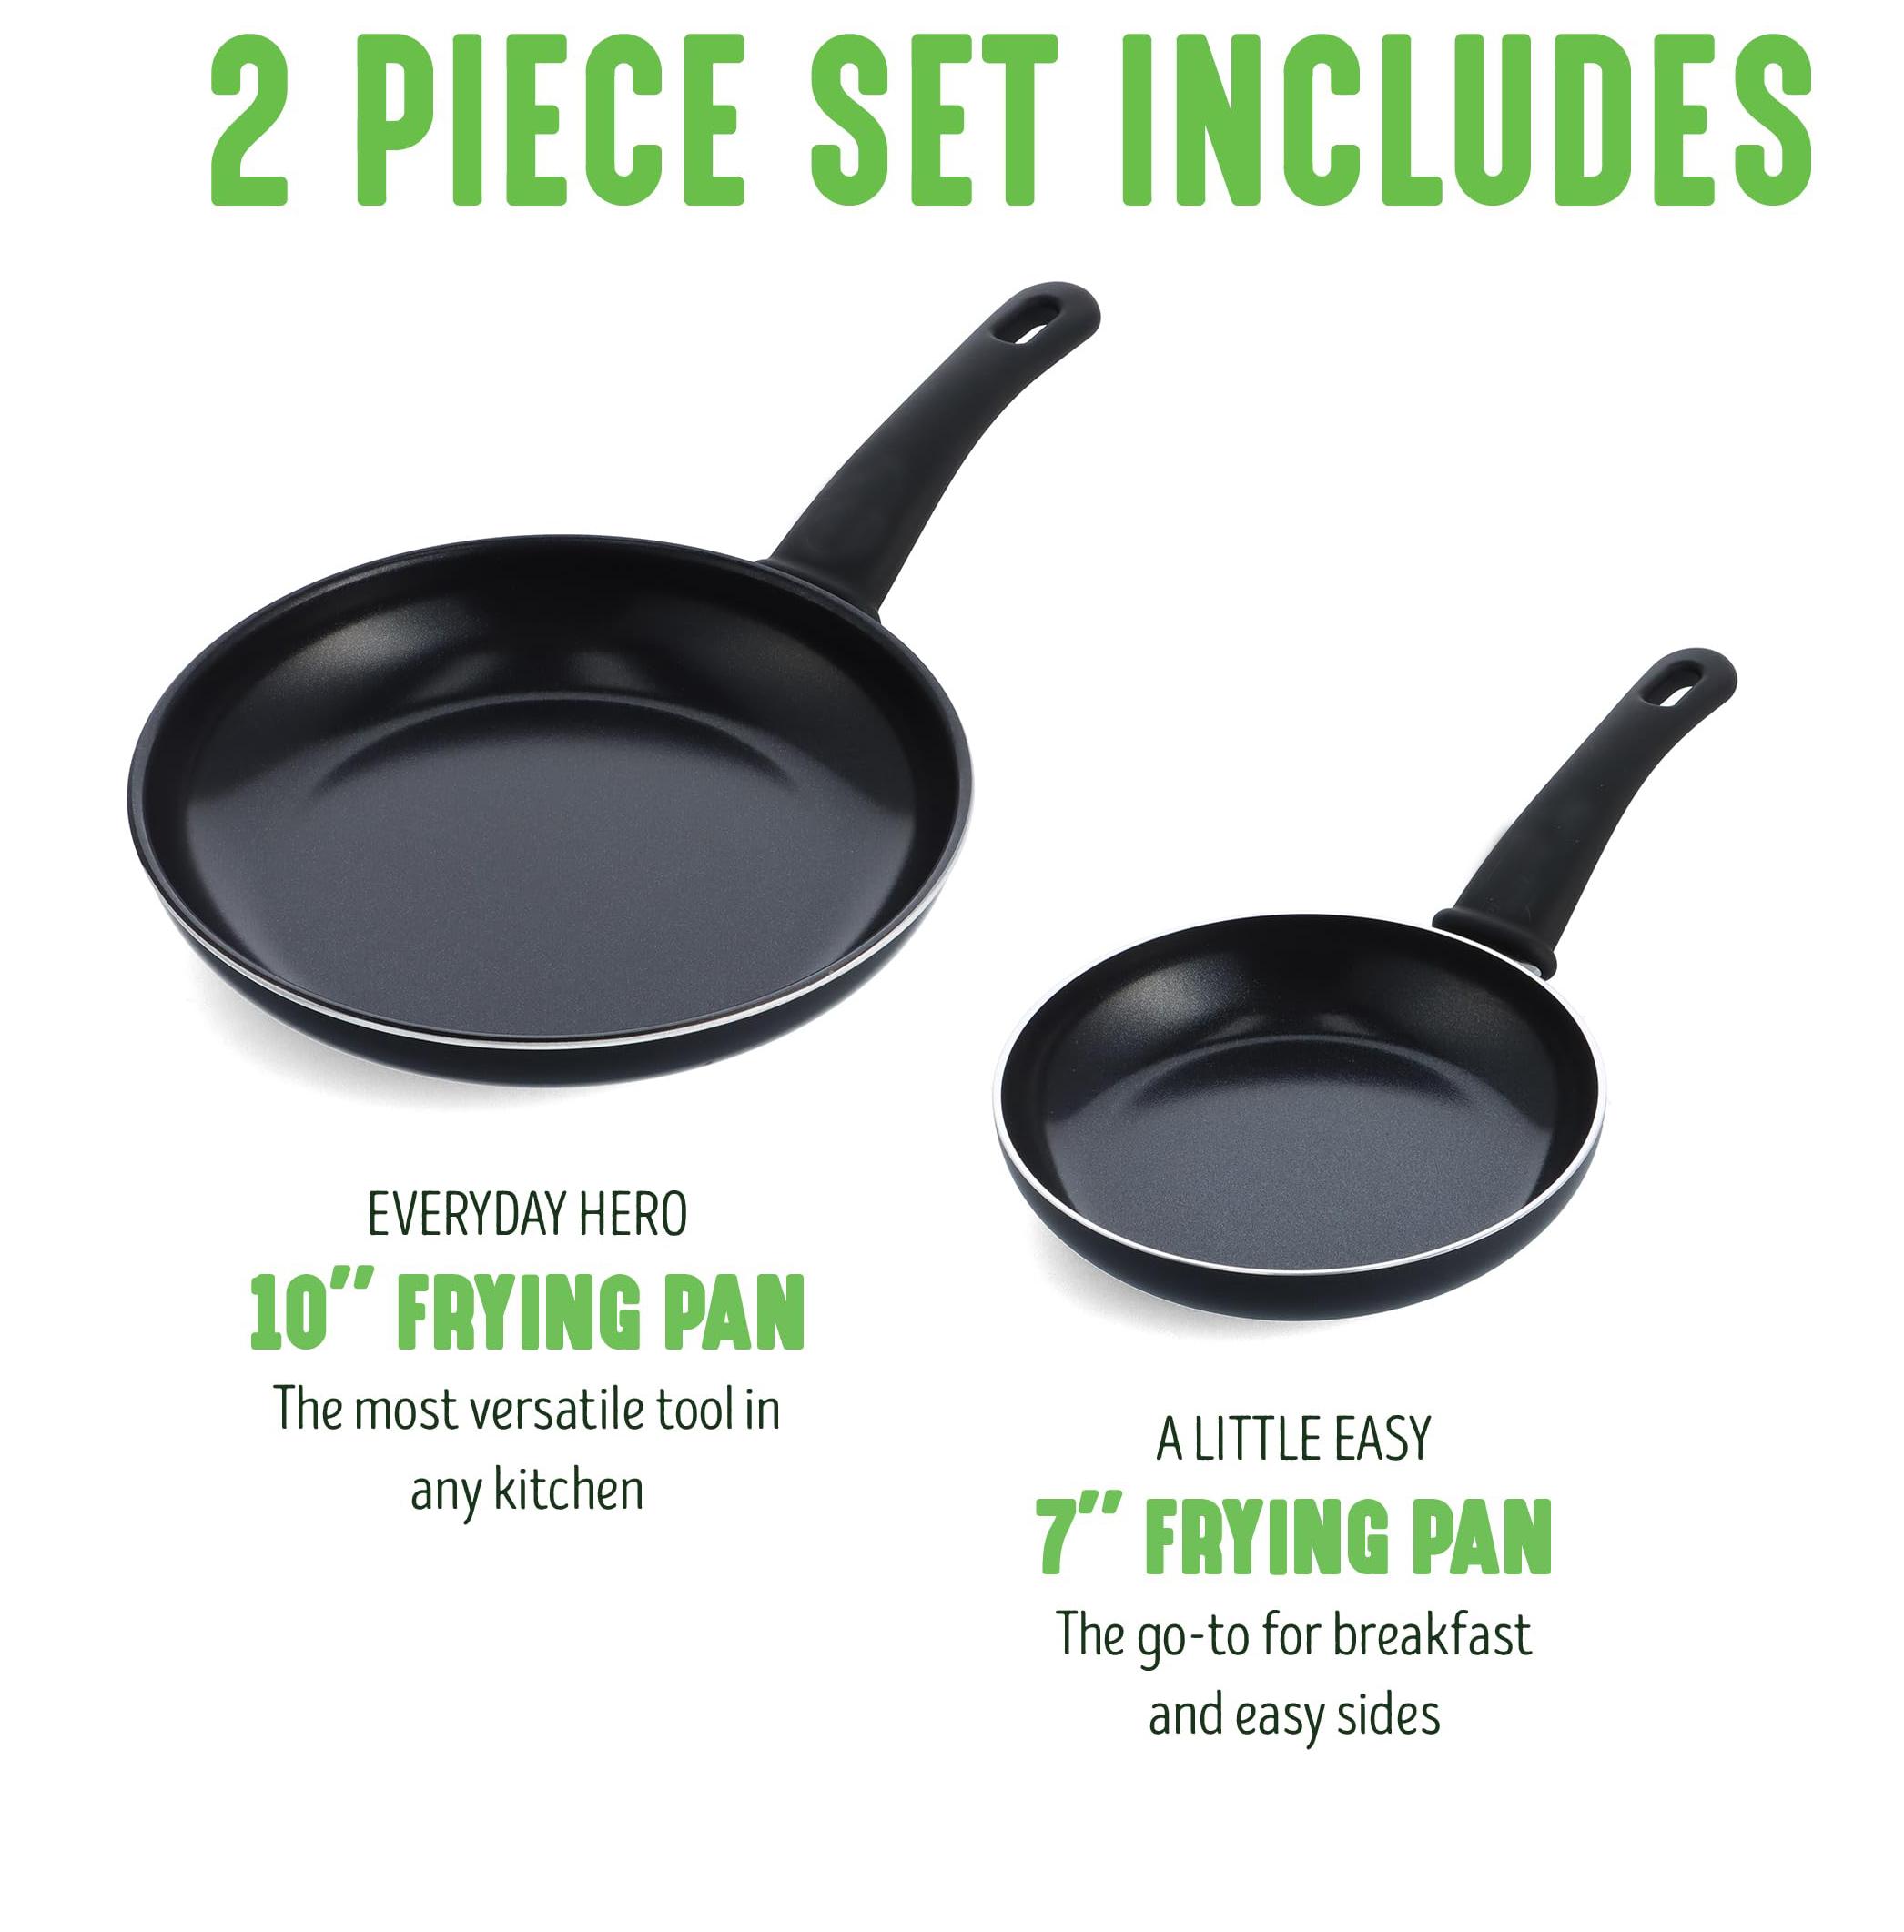 2 PIECE SET INCLUDES
EVERYDAY HERO
10″ FRYING PAN
The most versatile tool in
any kitchen
A LITTLE EASY
7″ FRYING PAN
The go-to for breakfast
and easy sides